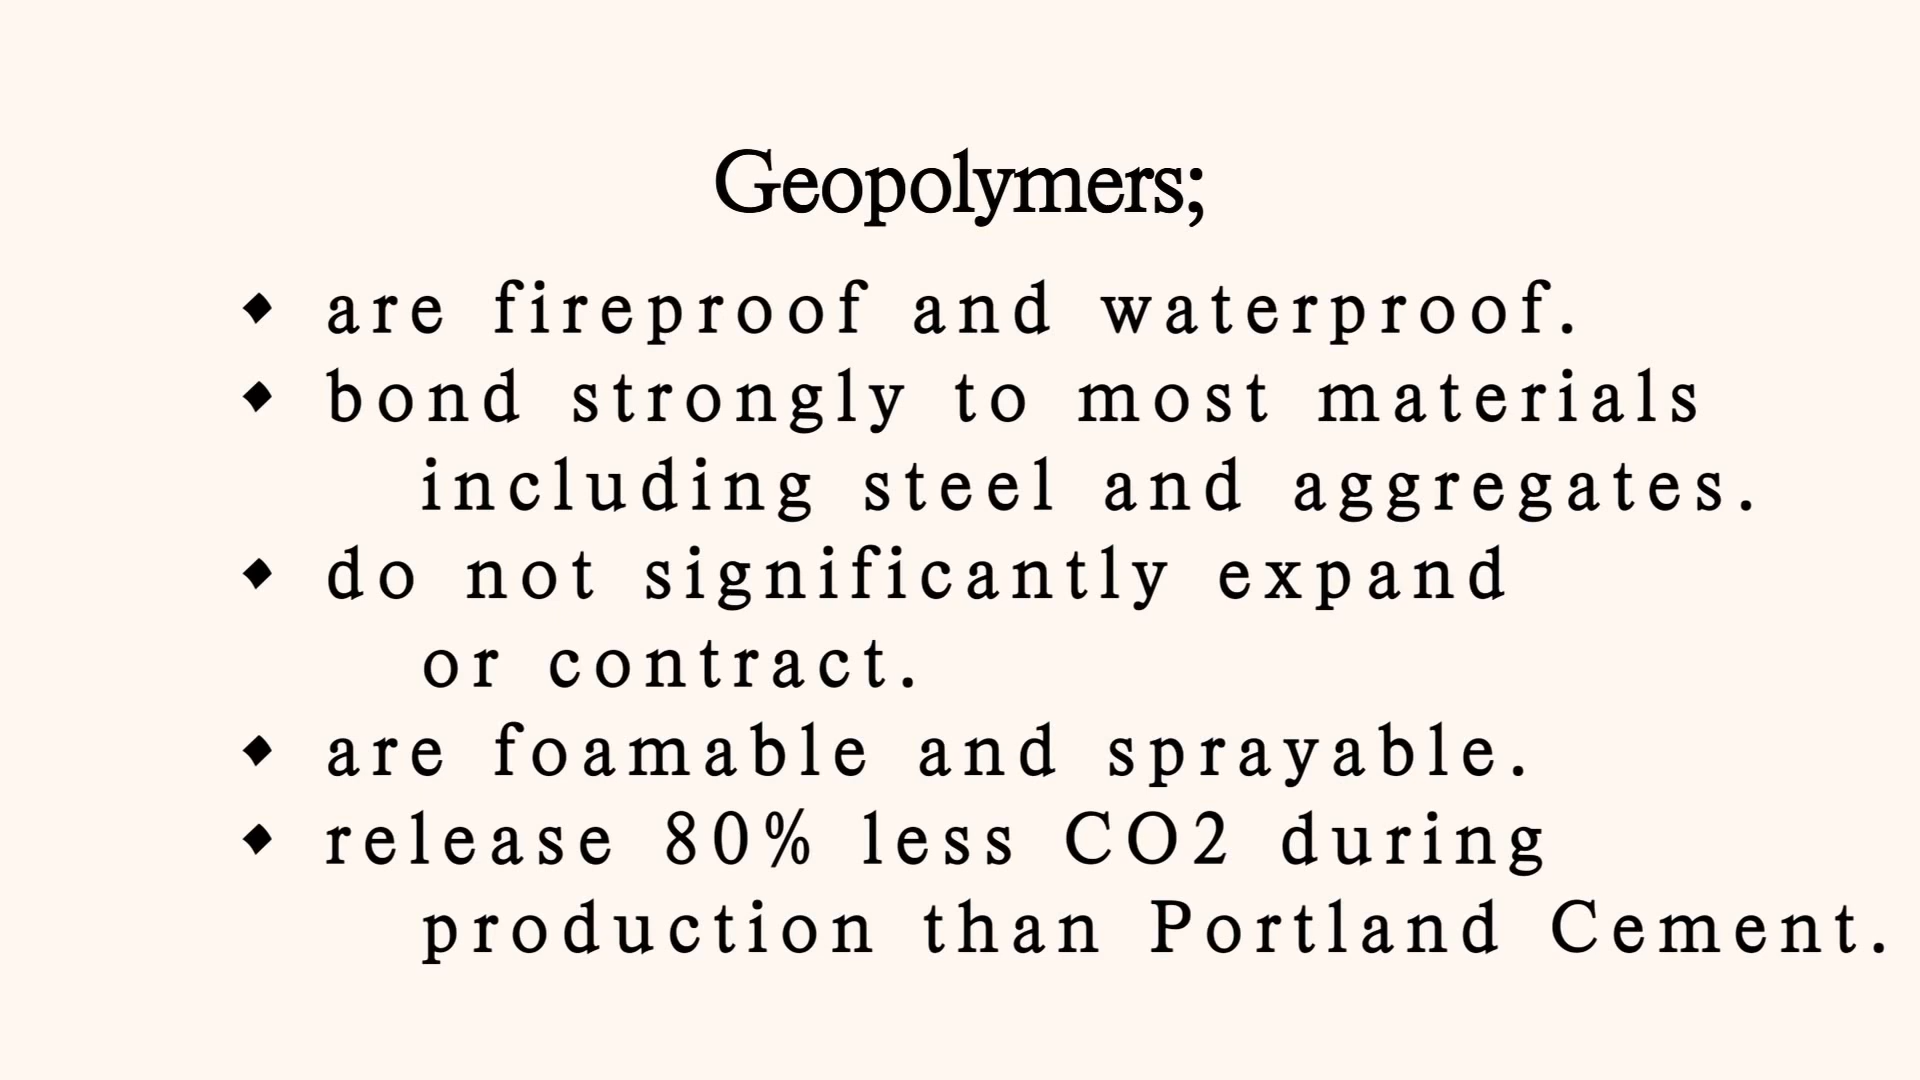 Geopolymers;
◆ are fireproof and waterproof.
◆ bond strongly to most materials
including steel and aggregates.
◆ do not significantly expand
or contract.
◆ are foamable and sprayable.
◆ release 80% less CO2 during
production than Portland Cement.